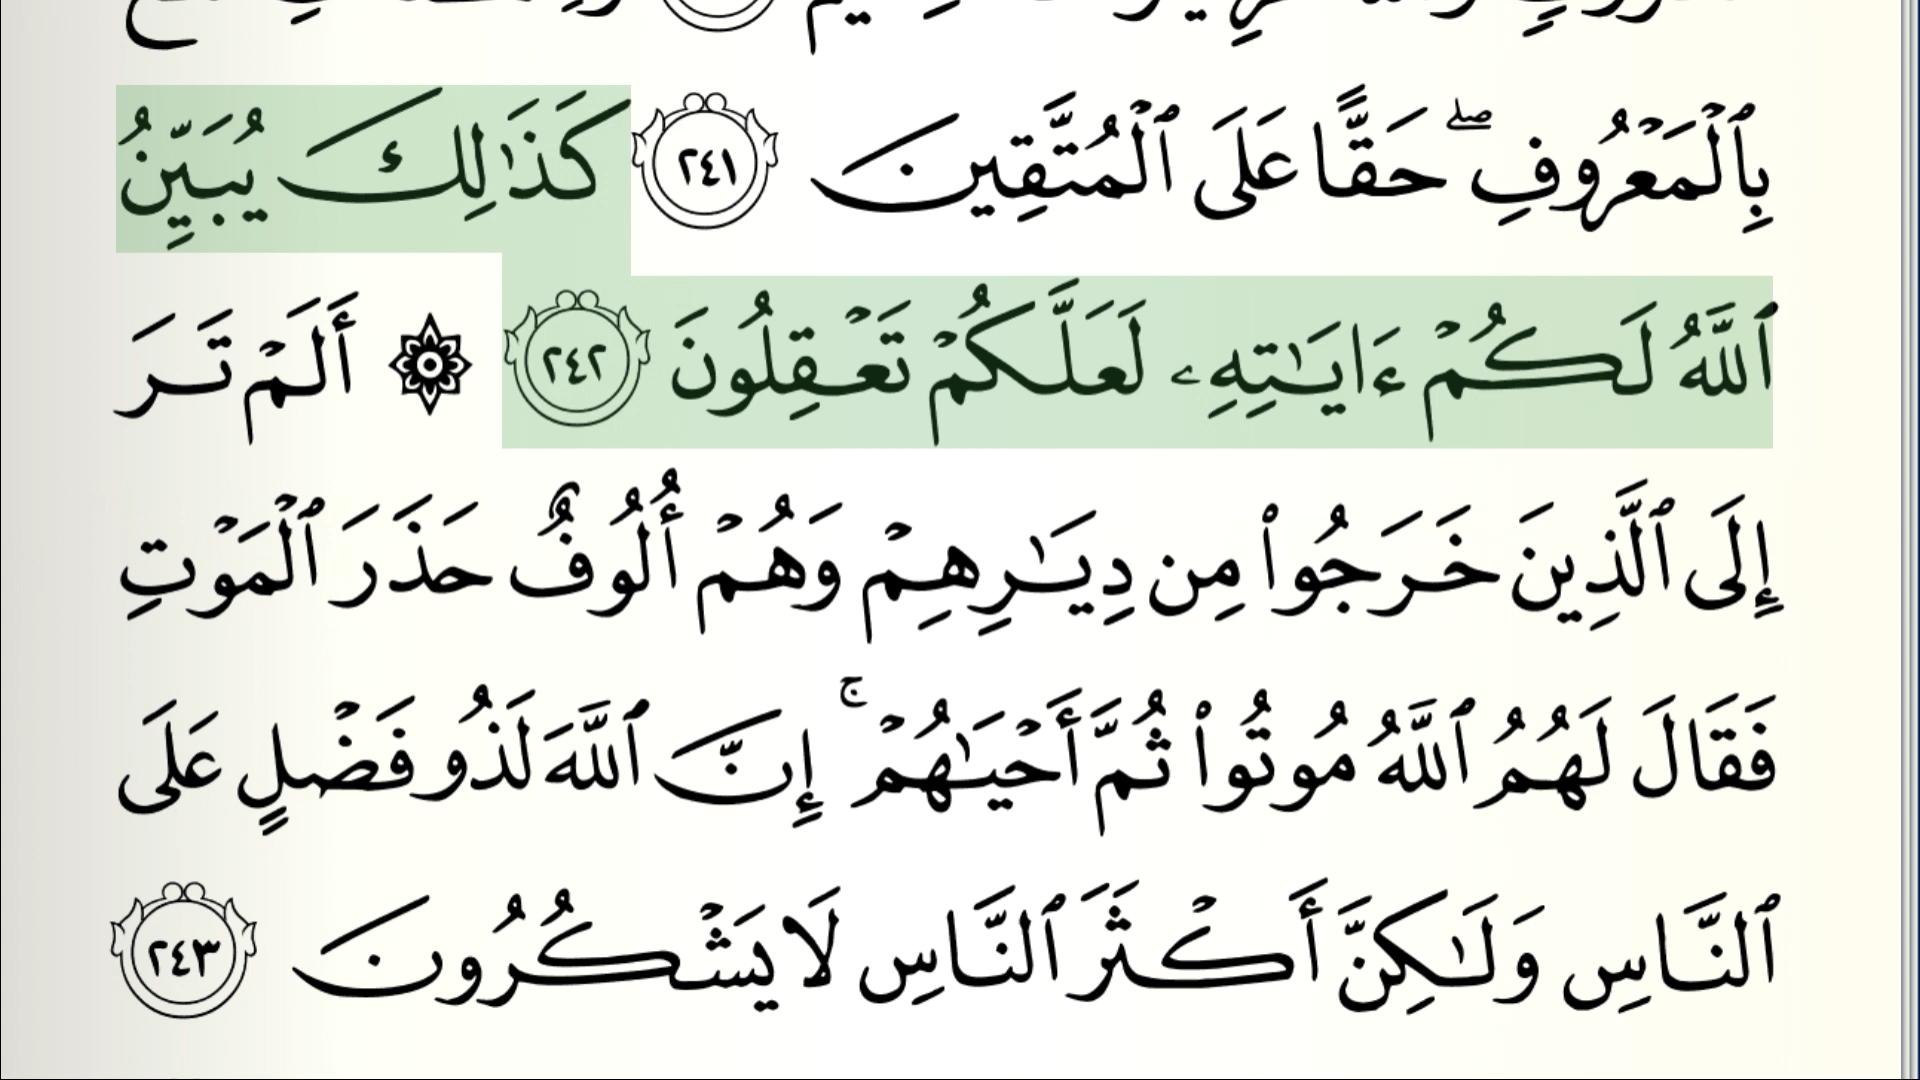 بِٱلْمَعْرُوفِ ۖ حَقًّا عَلَى ٱلْمُتَّقِينَ ٢٤١ كَذَٰلِكَ يُبَيِّنُ
ٱللَّهُ لَكُمْ ءَايَـٰتِهِۦ لَعَلَّكُمْ تَعْقِلُونَ ٢٤٢ ۞ أَلَمْ تَرَ
إِلَى ٱلَّذِينَ خَرَجُوا۟ مِن دِيَـٰرِهِمْ وَهُمْ أُلُوفٌ حَذَرَ ٱلْمَوْتِ
فَقَالَ لَهُمُ ٱللَّهُ مُوتُوا۟ ثُمَّ أَحْيَـٰهُمْ ۚ إِنَّ ٱللَّهَ لَذُو فَضْلٍ عَلَى
ٱلنَّاسِ وَلَـٰكِنَّ أَكْثَرَ ٱلنَّاسِ لَا يَشْكُرُونَ ٢٤٣